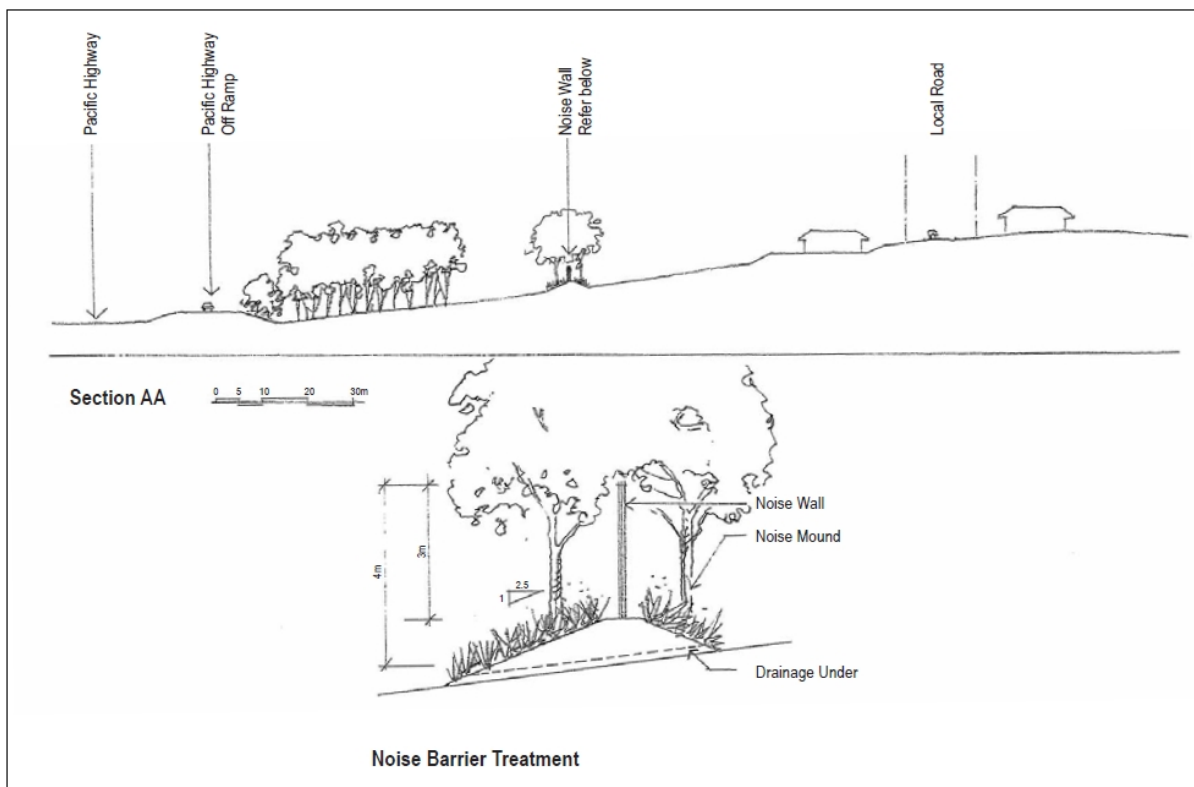 Pacific Highway
Pacific Highway
Off Ramp
Noise Wall
Refer below
Local Road
Section AA
0 5 10 20 30m
4m
3m
2.5
1
Noise Wall
Noise Mound
Drainage Under
Noise Barrier Treatment